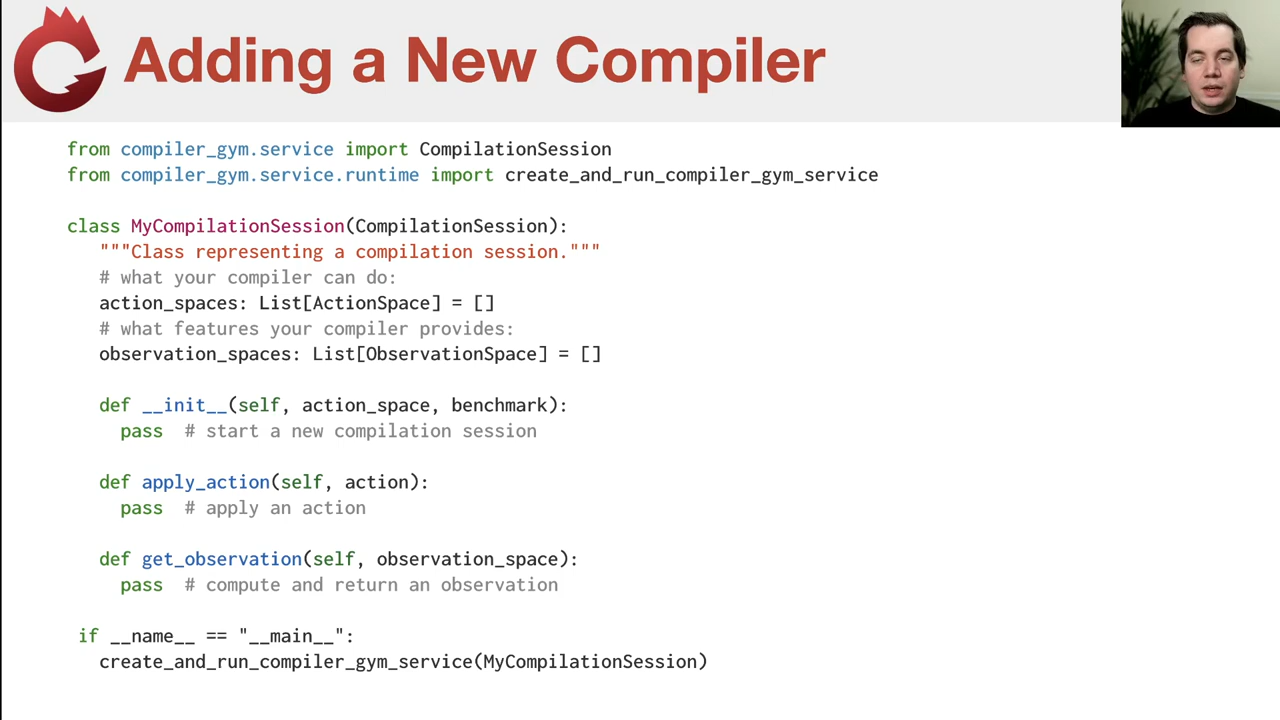 Adding a New Compiler
from compiler_gym.service import CompilationSession
from compiler_gym.service.runtime import create_and_run_compiler_gym_service
class MyCompilationSession(CompilationSession):
"""Class representing a compilation session."""
# what your compiler can do:
action_spaces: List[ActionSpace] = []
# what features your compiler provides:
observation_spaces: List[ObservationSpace] = []
def __init__(self, action_space, benchmark):
pass # start a new compilation session
def apply_action(self, action):
pass # apply an action
def get_observation(self, observation_space):
pass # compute and return an observation
if __name__ == "__main__":
create_and_run_compiler_gym_service(MyCompilationSession)